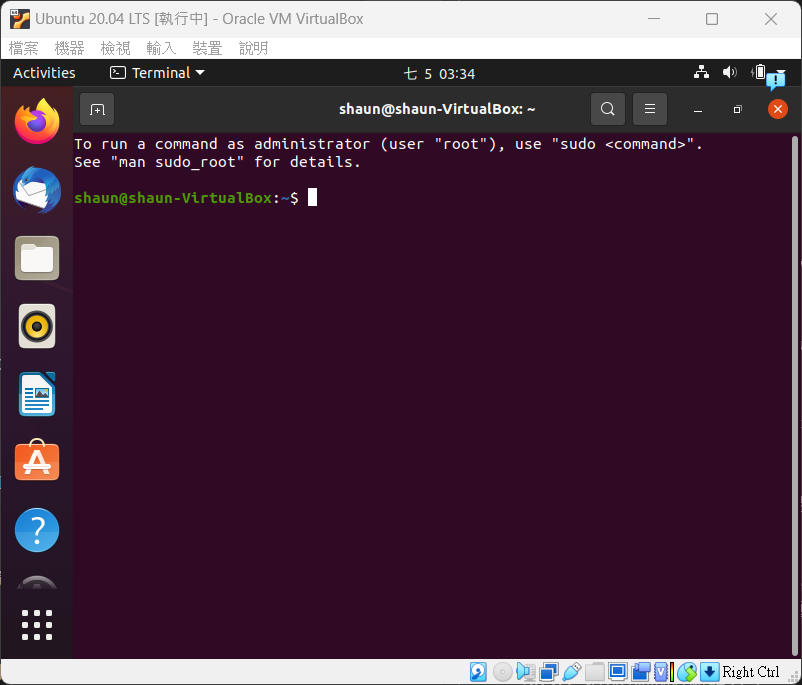 Ubuntu 20.04 LTS [執行中] - Oracle VM VirtualBox
檔案 機器 檢視 輸入 裝置 說明
Activities Terminal 七 5 03:34
shaun@shaun-VirtualBox: ~
To run a command as administrator (user "root"), use "sudo <command>".
See "man sudo_root" for details.
shaun@shaun-VirtualBox:~$
Right Ctrl